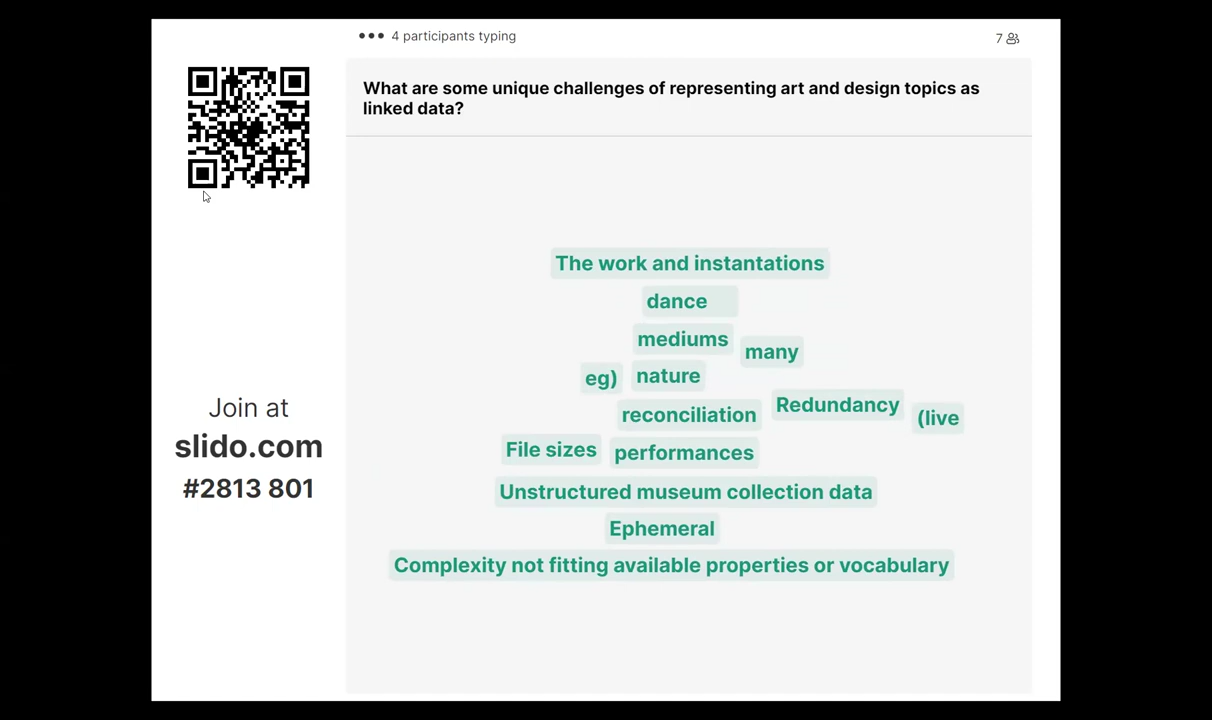 4 participants typing
7
What are some unique challenges of representing art and design topics as
linked data?
The work and instantations
dance
mediums
many
eg)
nature
Redundancy
reconciliation
(live
File sizes
performances
Unstructured museum collection data
Ephemeral
Complexity not fitting available properties or vocabulary
Join at
slido.com
#2813 801